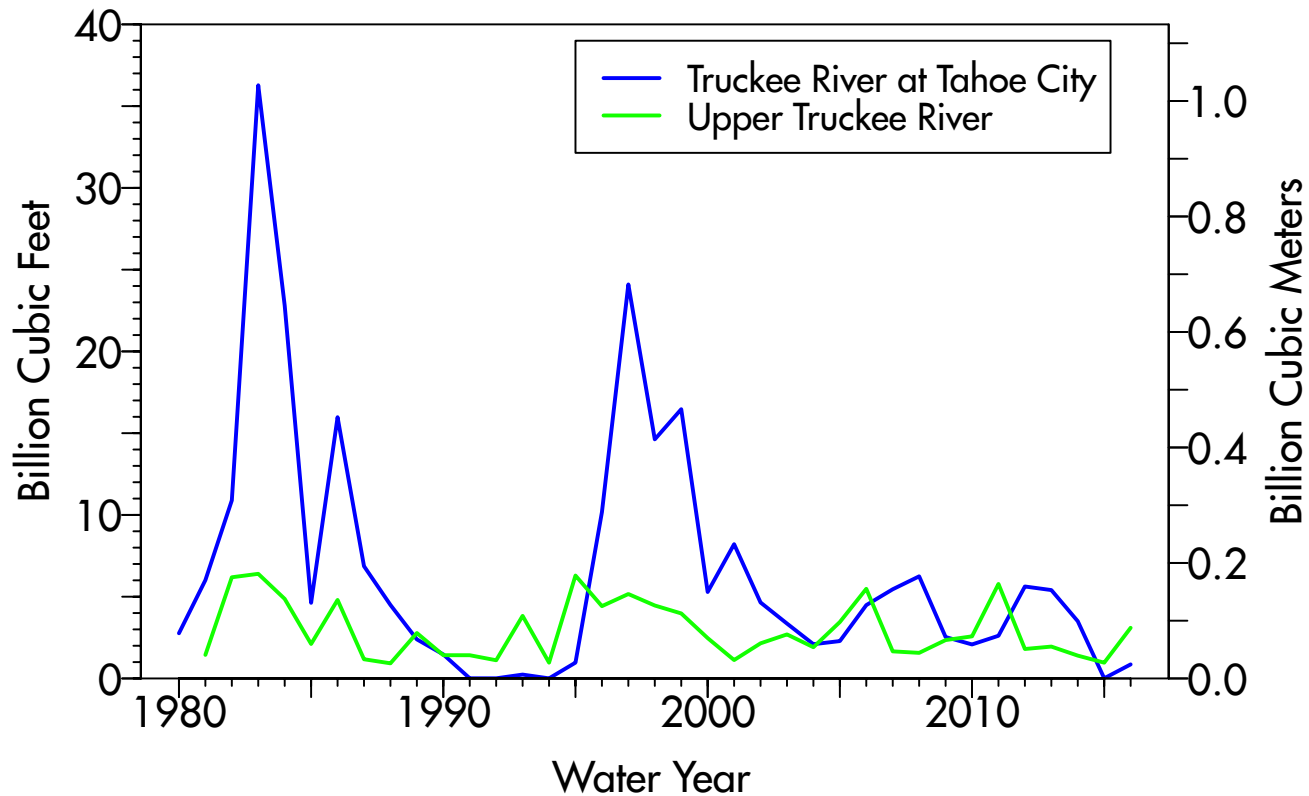 40
30
20
10
0
Billion Cubic Feet
Truckee River at Tahoe City
Upper Truckee River
1.0
0.8
0.6
0.4
0.2
0.0
Billion Cubic Meters
1980 1990 2000 2010
Water Year